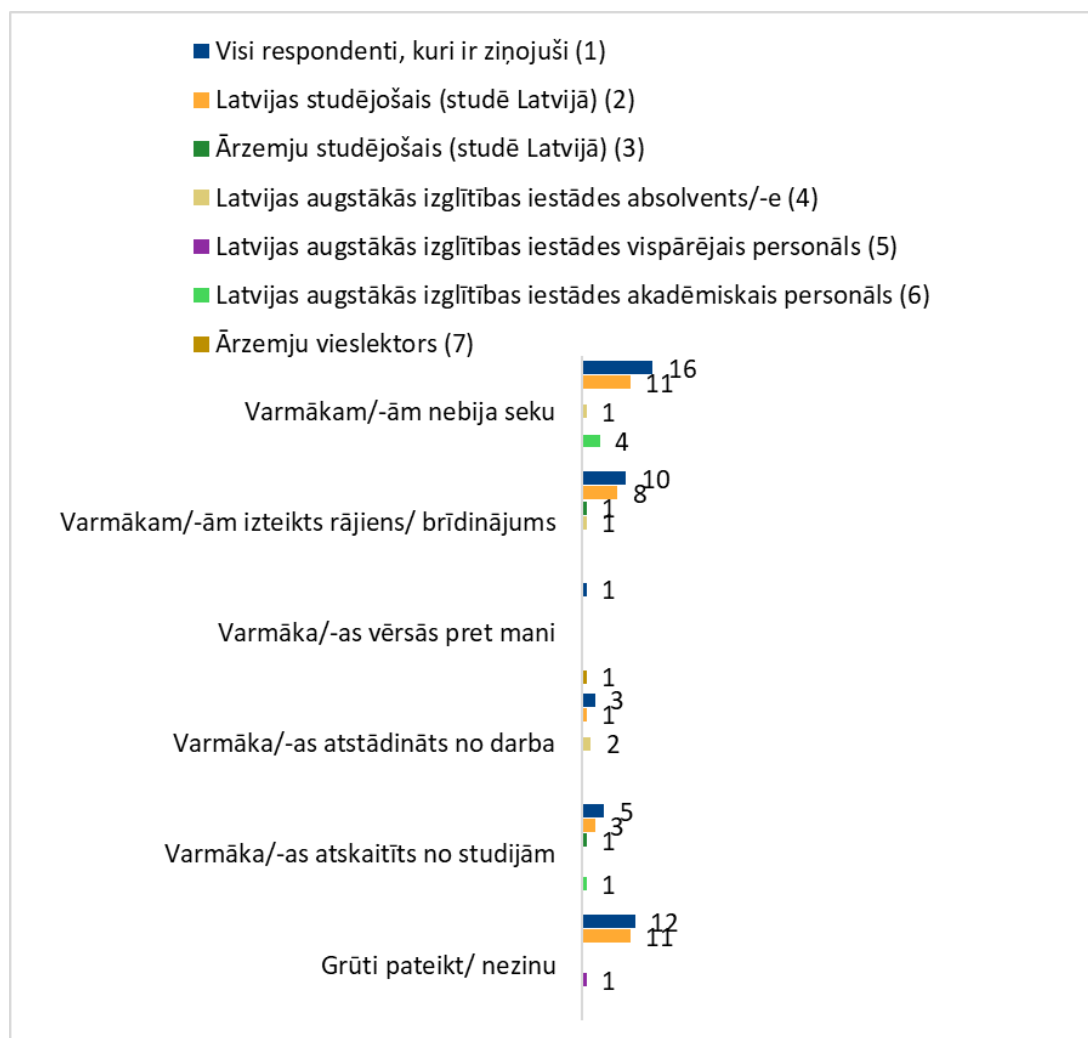 Visi respondenti, kuri ir ziņojuši (1)
Latvijas studējošais (studē Latvijā) (2)
Ārzemju studējošais (studē Latvijā) (3)
Latvijas augstākās izglītības iestādes absolvents/-e (4)
Latvijas augstākās izglītības iestādes vispārējais personāls (5)
Latvijas augstākās izglītības iestādes akadēmiskais personāls (6)
Ārzemju vieslektors (7)
16
11
Varmākam/-ām nebija seku
1
4
10
8
1
Varmākam/-ām izteikts rājiens/ brīdinājums
1
1
Varmāka/-as vērsās pret mani
1
3
1
Varmāka/-as atstādināts no darba
2
5
3
1
Varmāka/-as atskaitīts no studijām
1
12
11
Grūti pateikt/ nezinu
1